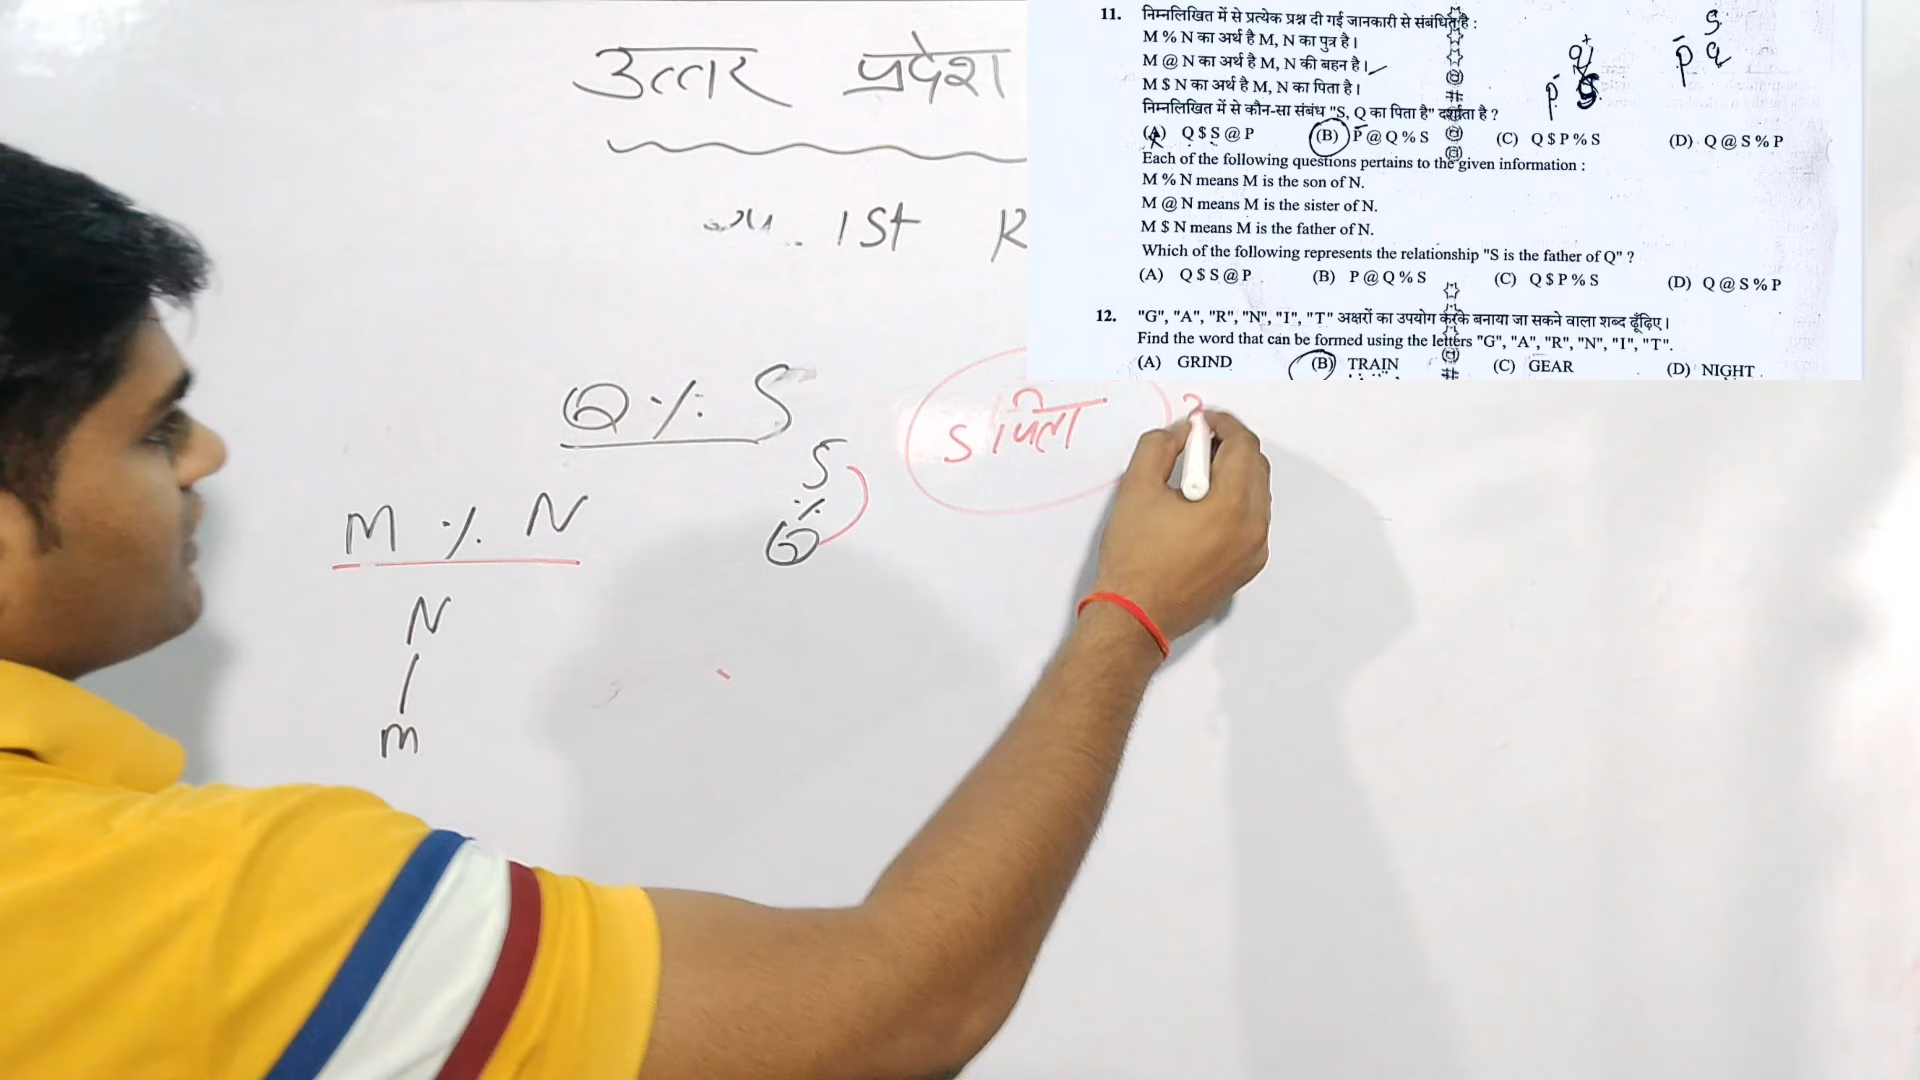 उत्तर प्रदेश
1St
Q % S
S
%
Q
S पिता
M % N
N
m
11. निम्नलिखित में से प्रत्येक प्रश्न दी गई जानकारी से संबंधित है :
M % N का अर्थ है M, N का पुत्र है।
M @ N का अर्थ है M, N की बहन है।
M $ N का अर्थ है M, N का पिता है।
निम्नलिखित में से कौन-सा संबंध "S, Q का पिता है" दर्शाता है ?
(A) Q $ S @ P (B) P @ Q % S (C) Q $ P % S (D) Q @ S % P
Each of the following questions pertains to the given information :
M % N means M is the son of N.
M @ N means M is the sister of N.
M $ N means M is the father of N.
Which of the following represents the relationship "S is the father of Q" ?
(A) Q $ S @ P (B) P @ Q % S (C) Q $ P % S (D) Q @ S % P
12. "G", "A", "R", "N", "I", "T" अक्षरों का उपयोग करके बनाया जा सकने वाला शब्द ढूँढ़िए।
Find the word that can be formed using the letters "G", "A", "R", "N", "I", "T".
(A) GRIND (B) TRAIN (C) GEAR (D) NIGHT